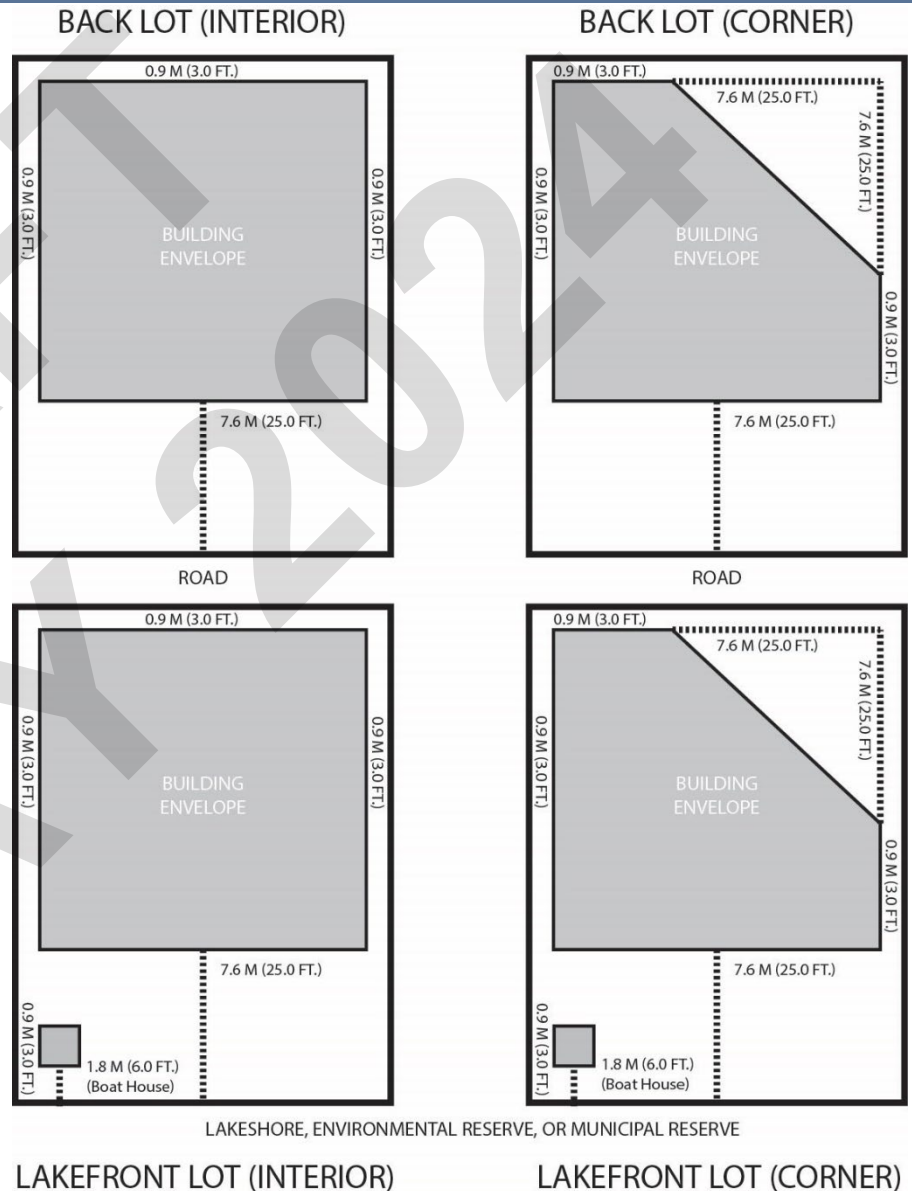 BACK LOT (INTERIOR)
0.9 M (3.0 FT.)
0.9 M (3.0 FT.)
0.9 M (3.0 FT.)
BUILDING
ENVELOPE
7.6 M (25.0 FT.)
ROAD
BACK LOT (CORNER)
0.9 M (3.0 FT.)
7.6 M (25.0 FT.)
7.6 M (25.0 FT.)
0.9 M (3.0 FT.)
BUILDING
ENVELOPE
0.9 M (3.0 FT.)
7.6 M (25.0 FT.)
ROAD
0.9 M (3.0 FT.)
0.9 M (3.0 FT.)
0.9 M (3.0 FT.)
BUILDING
ENVELOPE
7.6 M (25.0 FT.)
0.9 M (3.0 FT.)
1.8 M (6.0 FT.)
(Boat House)
0.9 M (3.0 FT.)
7.6 M (25.0 FT.)
7.6 M (25.0 FT.)
0.9 M (3.0 FT.)
BUILDING
ENVELOPE
0.9 M (3.0 FT.)
7.6 M (25.0 FT.)
0.9 M (3.0 FT.)
1.8 M (6.0 FT.)
(Boat House)
LAKESHORE, ENVIRONMENTAL RESERVE, OR MUNICIPAL RESERVE
LAKEFRONT LOT (INTERIOR)
LAKEFRONT LOT (CORNER)
2024